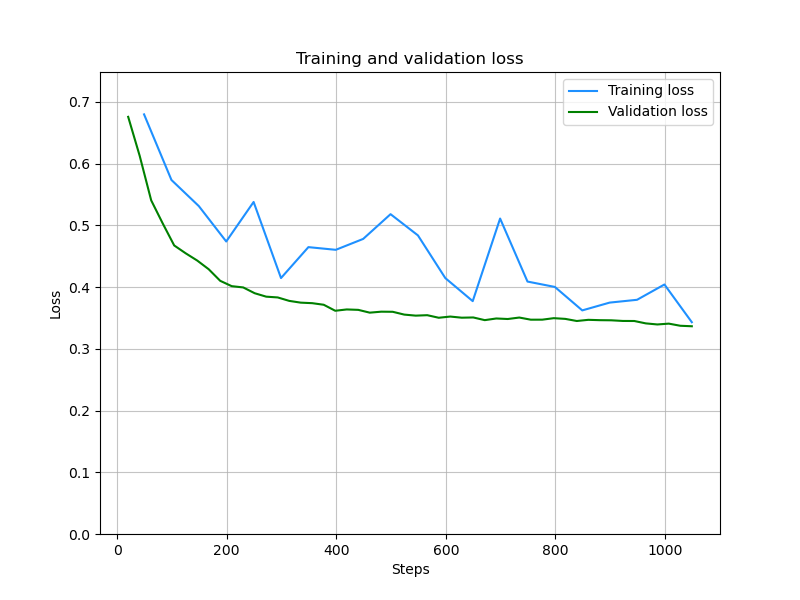 Training and validation loss
Training loss
Validation loss
0.7
0.6
0.5
0.4
0.3
0.2
0.1
0.0
Loss
0 200 400 600 800 1000
Steps